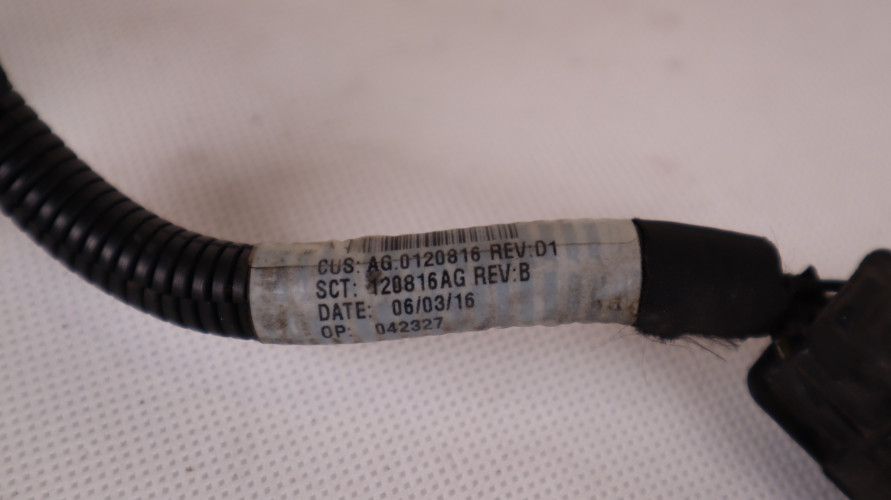 CUS: AG.0120816 REV:D1
SCT: 120816AG REV:B
DATE: 06/03/16
OP: 042327